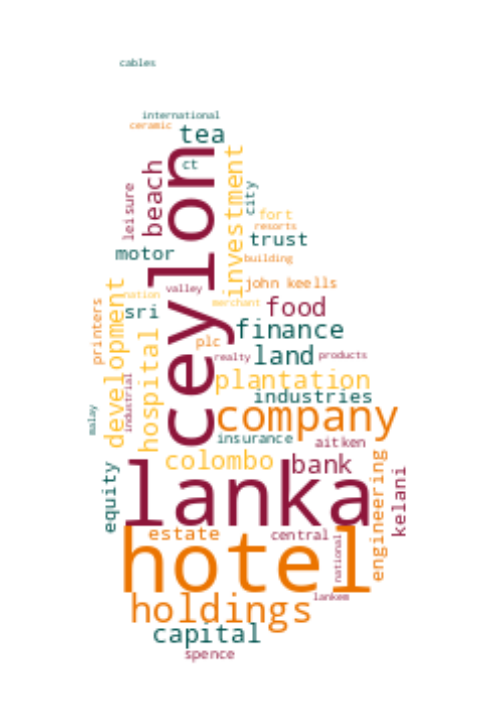 cables
international
ceramic
tea
ct
ceylon
beach
leisure
investment
city
fort
resorts
trust
motor
building
john keells
valley
nation
merchant
sri
food
printers
development
hospital
plc
finance
realty
land
products
industrial
plantation
industries
malay
company
insurance
aitken
colombo
bank
lanka
equity
engineering
kelani
estate
central
national
hotel
lankem
holdings
capital
spence